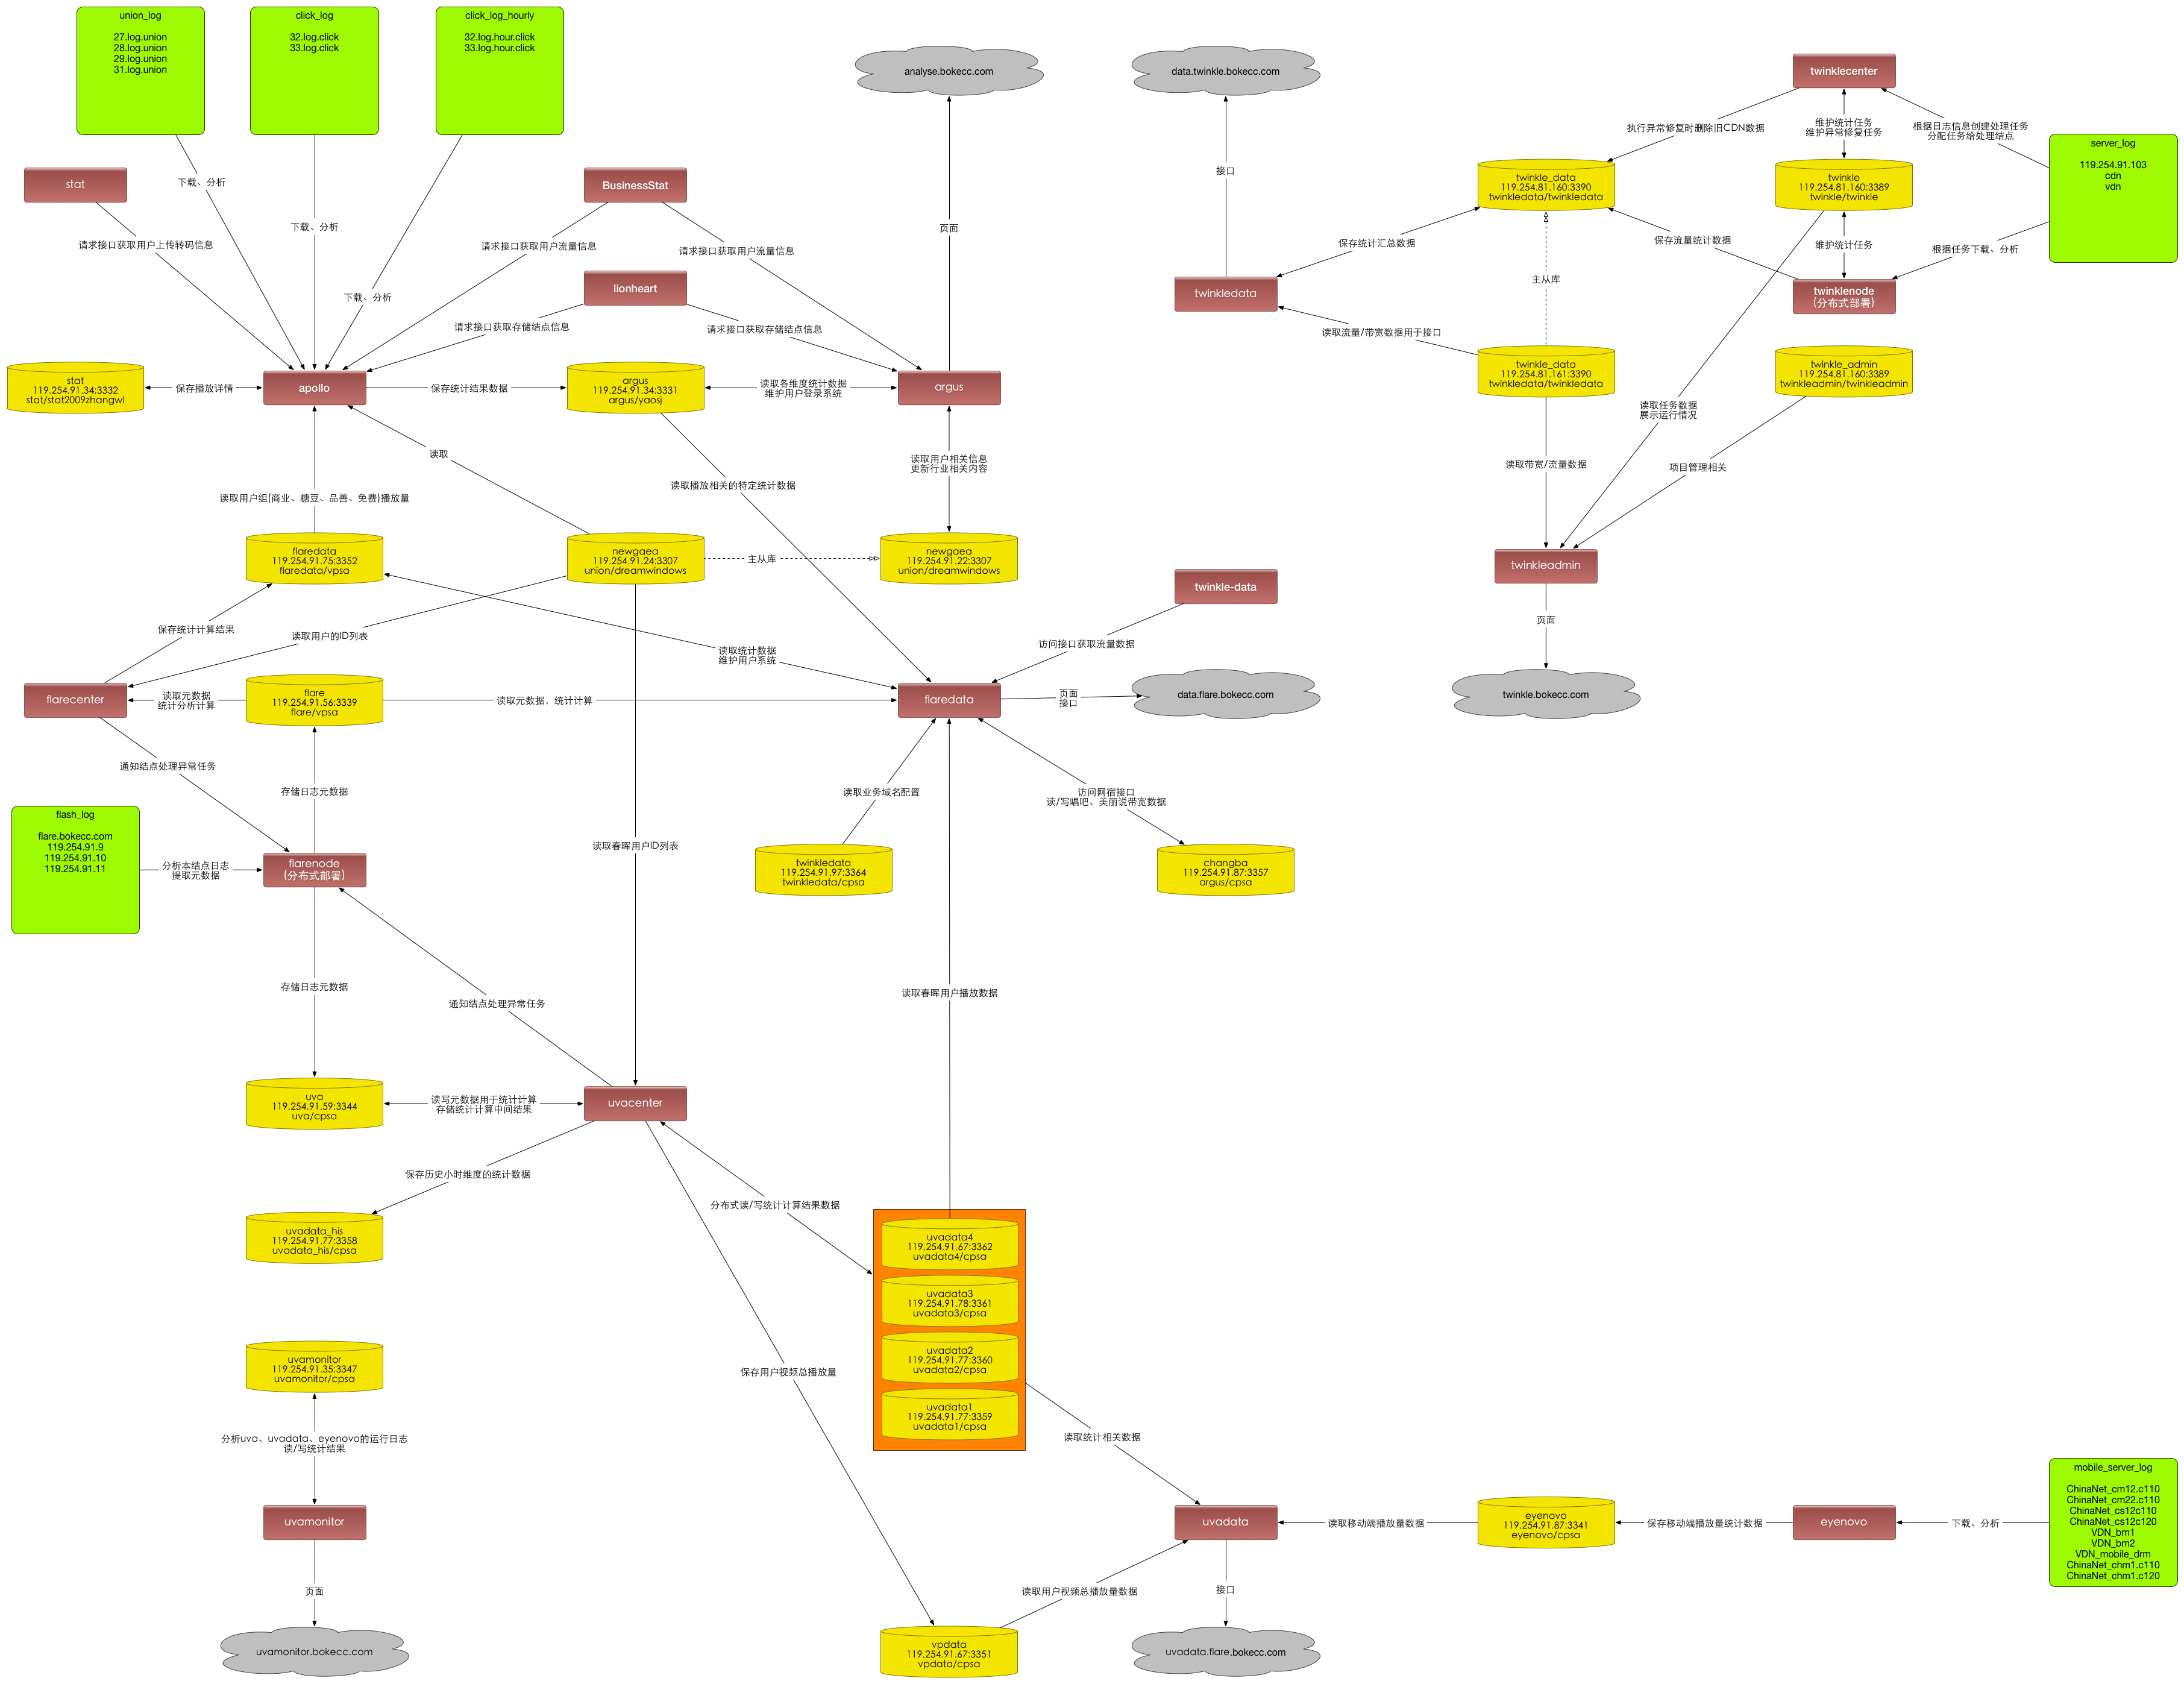 union_log
27.log.union
28.log.union
29.log.union
31.log.union
click_log
32.log.click
33.log.click
click_log_hourly
32.log.hour.click
33.log.hour.click
analyse.bokecc.com
data.twinkle.bokecc.com
twinklecenter
执行异常修复时删除旧CDN数据
维护统计任务
维护异常修复任务
根据日志信息创建处理任务
分配任务给处理结点
server_log
119.254.91.103
cdn
vdn
stat
下载、分析
BusinessStat
接口
twinkle_data
119.254.81.160:3390
twinkledata/twinkledata
twinkle
119.254.81.160:3389
twinkle/twinkle
下载、分析
页面
请求接口获取用户上传转码信息
请求接口获取用户流量信息
请求接口获取用户流量信息
保存统计汇总数据
保存流量统计数据
维护统计任务
根据任务下载、分析
下载、分析
lionheart
twinkledata
主从库
twinklenode
(分布式部署)
请求接口获取存储结点信息
请求接口获取存储结点信息
读取流量/带宽数据用于接口
stat
119.254.91.34:3332
stat/stat2009zhangwl
保存播放详情
apollo
保存统计结果数据
argus
119.254.91.34:3331
argus/yaosj
读取各维度统计数据
维护用户登录系统
argus
twinkle_data
119.254.81.161:3390
twinkledata/twinkledata
twinkle_admin
119.254.81.160:3389
twinkleadmin/twinkleadmin
读取任务数据
展示运行情况
读取
读取用户相关信息
更新行业相关内容
读取带宽/流量数据
项目管理相关
读取用户组(商业、糖豆、品善、免费)播放量
读取播放相关的特定统计数据
flaredata
119.254.91.75:3352
flaredata/vpsa
newgaea
119.254.91.24:3307
union/dreamwindows
主从库
newgaea
119.254.91.22:3307
union/dreamwindows
twinkleadmin
twinkle-data
保存统计计算结果
读取用户的ID列表
读取统计数据
维护用户系统
访问接口获取流量数据
页面
flarecenter
读取元数据
统计分析计算
flare
119.254.91.56:3339
flare/vpsa
读取元数据，统计计算
flaredata
页面
接口
data.flare.bokecc.com
twinkle.bokecc.com
通知结点处理异常任务
存储日志元数据
读取业务域名配置
访问网宿接口
读/写唱吧、美丽说带宽数据
flash_log
flare.bokecc.com
119.254.91.9
119.254.91.10
119.254.91.11
分析本结点日志
提取元数据
flarenode
(分布式部署)
读取春晖用户ID列表
twinkledata
119.254.91.97:3364
twinkledata/cpsa
changba
119.254.91.87:3357
argus/cpsa
存储日志元数据
通知结点处理异常任务
读取春晖用户播放数据
uva
119.254.91.59:3344
uva/cpsa
读写元数据用于统计计算
存储统计计算中间结果
uvacenter
保存历史小时维度的统计数据
分布式读/写统计计算结果数据
uvadata_his
119.254.91.77:3358
uvadata_his/cpsa
uvadata4
119.254.91.67:3362
uvadata4/cpsa
uvadata3
119.254.91.78:3361
uvadata3/cpsa
uvadata2
119.254.91.77:3360
uvadata2/cpsa
uvadata1
119.254.91.77:3359
uvadata1/cpsa
uvamonitor
119.254.91.35:3347
uvamonitor/cpsa
保存用户视频总播放量
分析uva、uvadata、eyenovo的运行日志
读/写统计结果
读取统计相关数据
uvamonitor
uvadata
读取移动端播放量数据
eyenovo
119.254.91.87:3341
eyenovo/cpsa
保存移动端播放量统计数据
eyenovo
下载、分析
mobile_server_log
ChinaNet_cm12.c110
ChinaNet_cm22.c110
ChinaNet_cs12c110
ChinaNet_cs12c120
VDN_bm1
VDN_bm2
VDN_mobile_drm
ChinaNet_chm1.c110
ChinaNet_chm1.c120
页面
读取用户视频总播放量数据
接口
uvamonitor.bokecc.com
vpdata
119.254.91.67:3351
vpdata/cpsa
uvadata.flare.bokecc.com